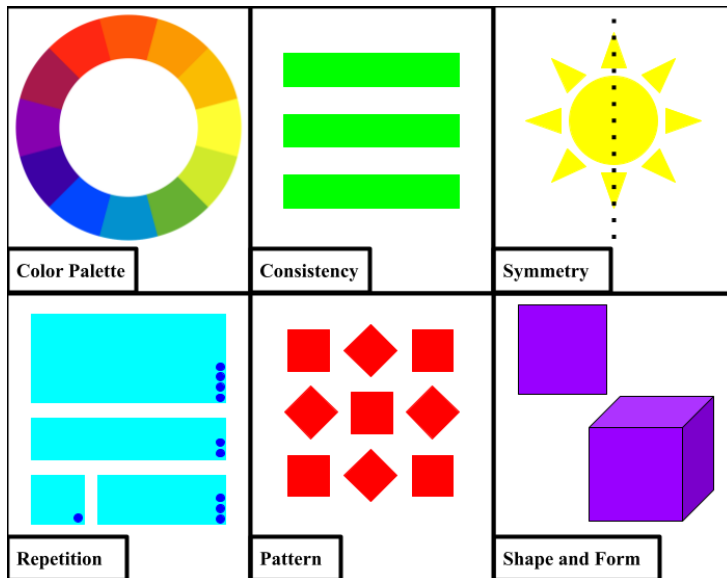 Color Palette
Consistency
Symmetry
Repetition
Pattern
Shape and Form